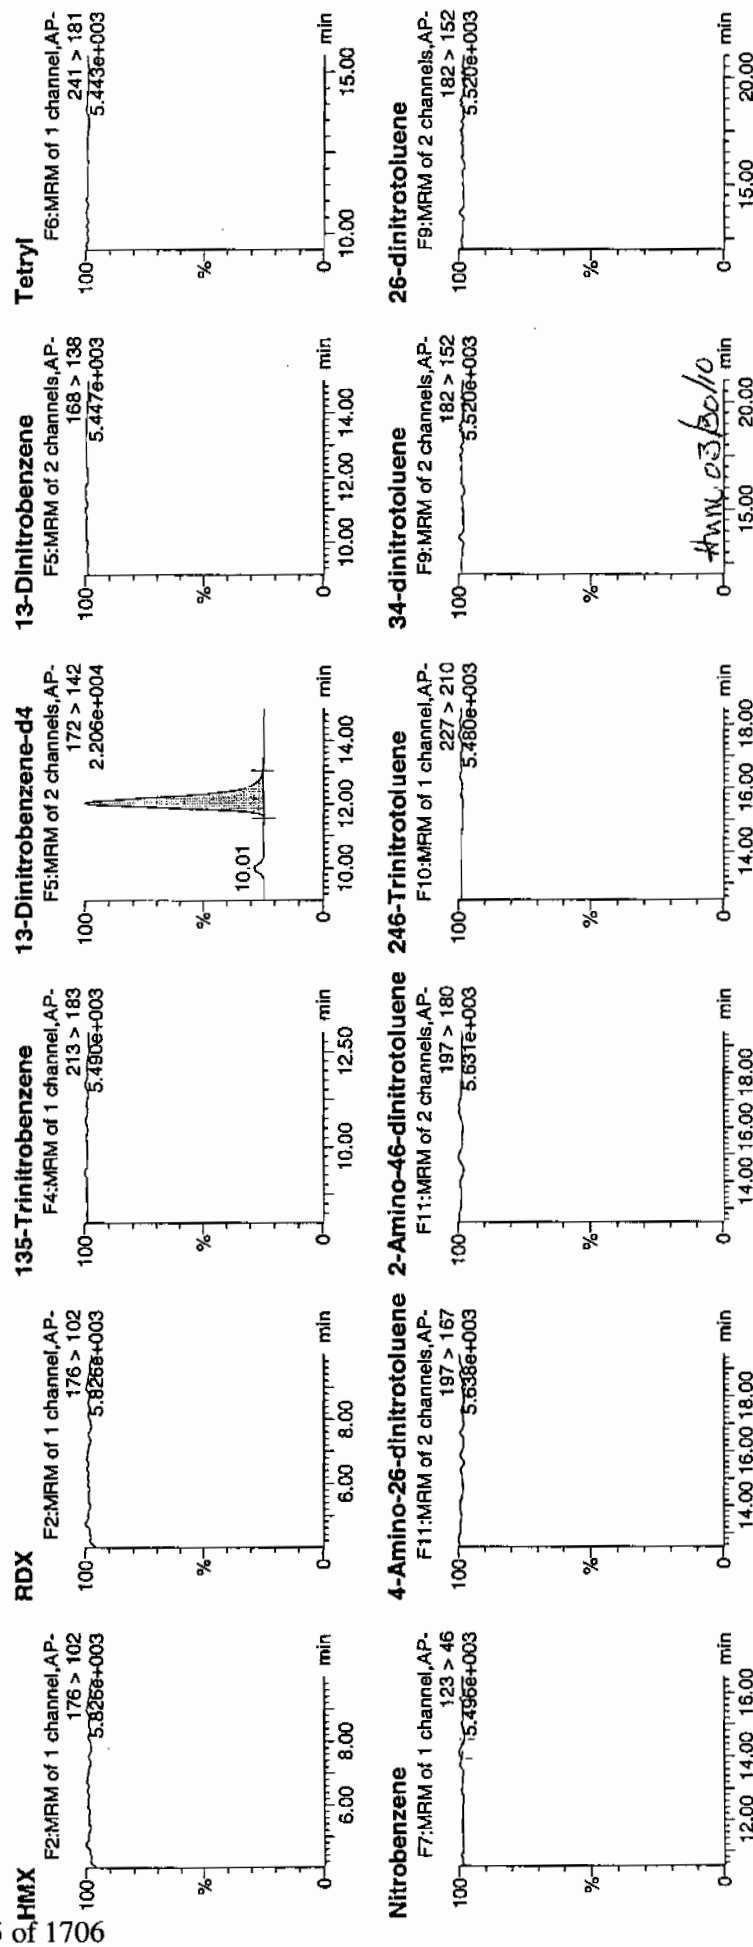 HMX
F2:MRM of 1 channel,AP-
176 > 102
5.826e+003
100
%
0
6.00 8.00 min
RDX
F2:MRM of 1 channel,AP-
176 > 102
5.826e+003
100
%
0
6.00 8.00 min
135-Trinitrobenzene
F4:MRM of 1 channel,AP-
213 > 183
5.490e+003
100
%
0
10.00 12.50 min
13-Dinitrobenzene-d4
F5:MRM of 2 channels,AP-
172 > 142
2.206e+004
100
%
10.01
0
10.00 12.00 14.00 min
13-Dinitrobenzene
F5:MRM of 2 channels,AP-
168 > 138
5.447e+003
100
%
0
10.00 12.00 14.00 min
Tetryl
F6:MRM of 1 channel,AP-
241 > 181
5.443e+003
100
%
0
10.00 15.00 min
Nitrobenzene
F7:MRM of 1 channel,AP-
123 > 46
5.496e+003
100
%
0
12.00 14.00 16.00 min
4-Amino-26-dinitrotoluene
F11:MRM of 2 channels,AP-
197 > 167
5.638e+003
100
%
0
14.00 16.00 18.00 min
2-Amino-46-dinitrotoluene
F11:MRM of 2 channels,AP-
197 > 180
5.631e+003
100
%
0
14.00 16.00 18.00 min
246-Trinitrotoluene
F10:MRM of 1 channel,AP-
227 > 210
5.480e+003
100
%
0
14.00 16.00 18.00 min
34-dinitrotoluene
F9:MRM of 2 channels,AP-
182 > 152
5.520e+003
100
%
03/30/10
0
15.00 20.00 min
26-dinitrotoluene
F9:MRM of 2 channels,AP-
182 > 152
5.520e+003
100
%
0
15.00 20.00 min
of 1706